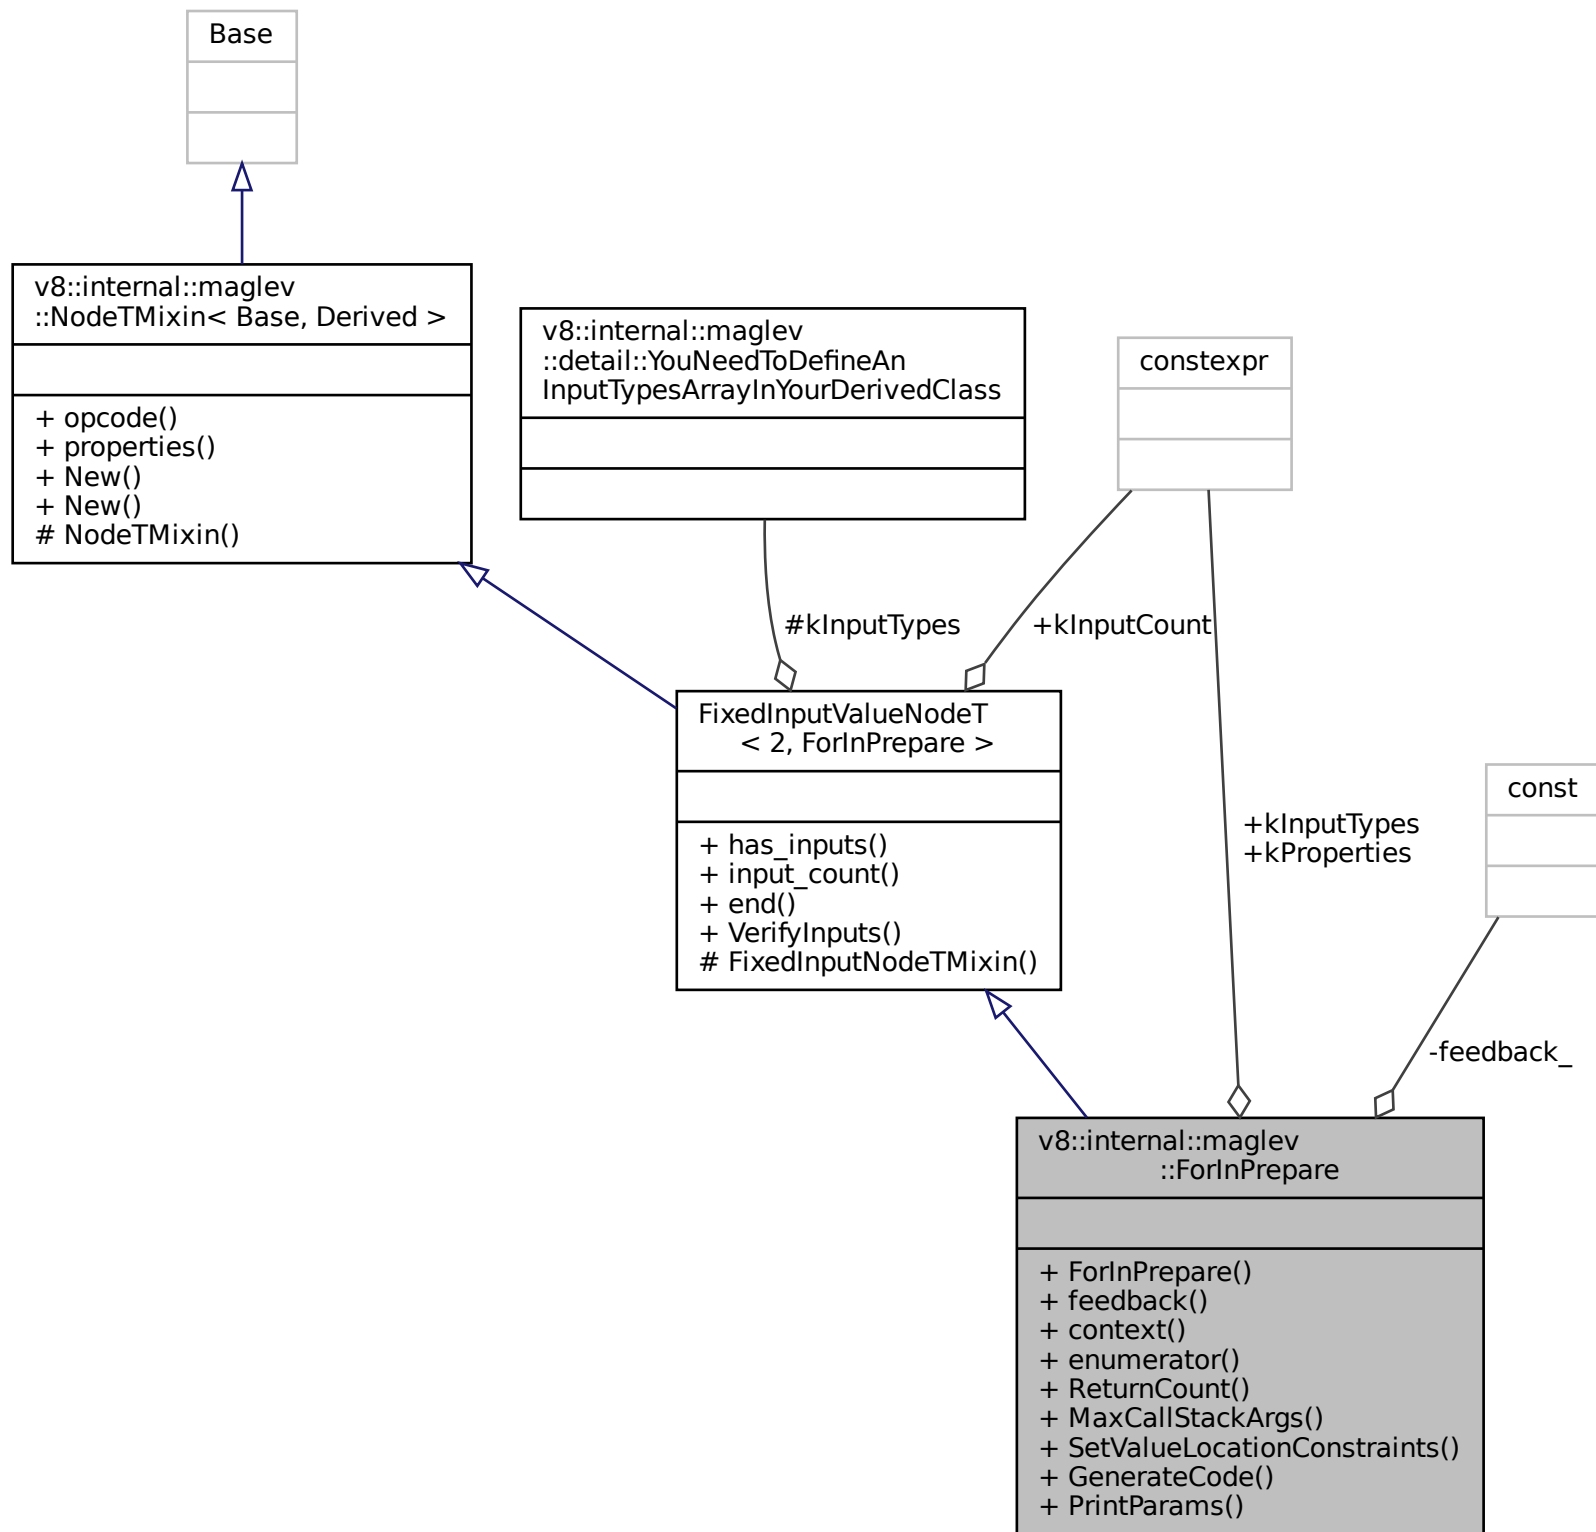 Base
v8::internal::maglev
::NodeTMixin< Base, Derived >
+ opcode()
+ properties()
+ New()
+ New()
# NodeTMixin()
v8::internal::maglev
::detail::YouNeedToDefineAn
InputTypesArrayInYourDerivedClass
constexpr
#kInputTypes
+kInputCount
FixedInputValueNodeT
< 2, ForInPrepare >
+ has_inputs()
+ input_count()
+ end()
+ VerifyInputs()
# FixedInputNodeTMixin()
const
+kInputTypes
+kProperties
-feedback_
v8::internal::maglev
::ForInPrepare
+ ForInPrepare()
+ feedback()
+ context()
+ enumerator()
+ ReturnCount()
+ MaxCallStackArgs()
+ SetValueLocationConstraints()
+ GenerateCode()
+ PrintParams()